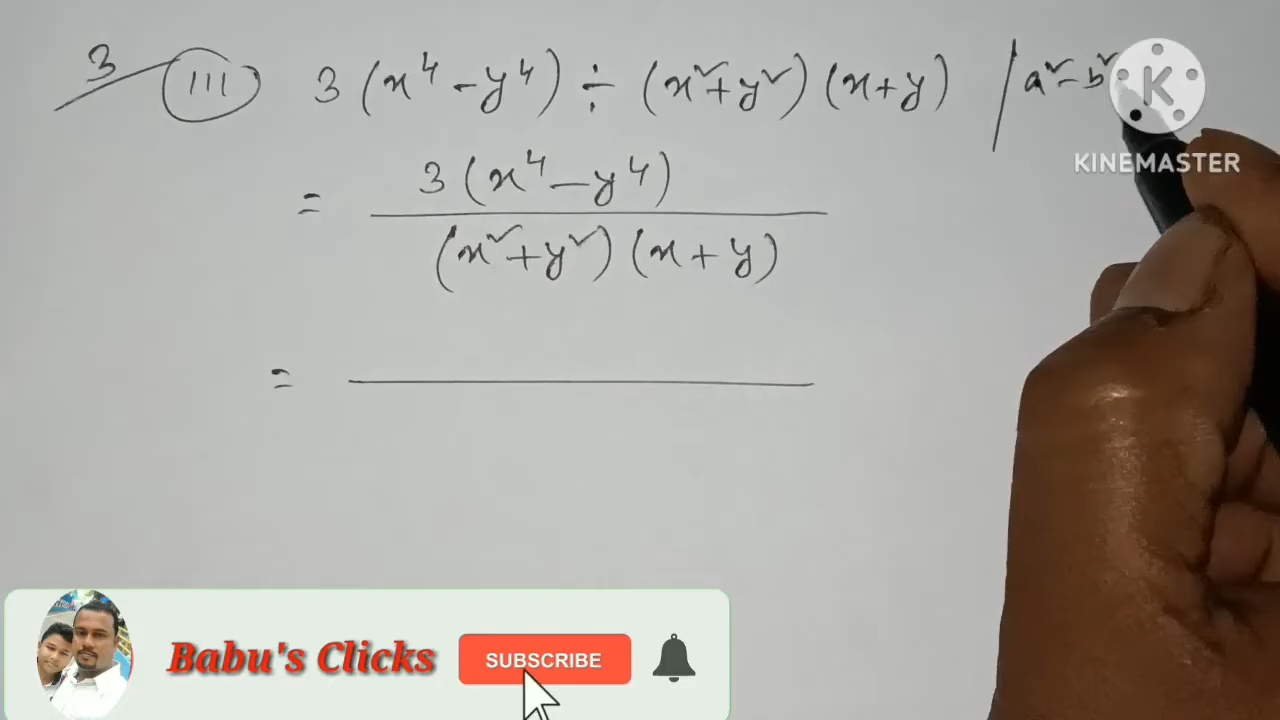 3 (III) 3(x⁴-y⁴) ÷ (x²+y²)(x+y) | a²-b²
KINEMASTER
= 3(x⁴-y⁴)
(x²+y²)(x+y)
=
Babu's Clicks SUBSCRIBE